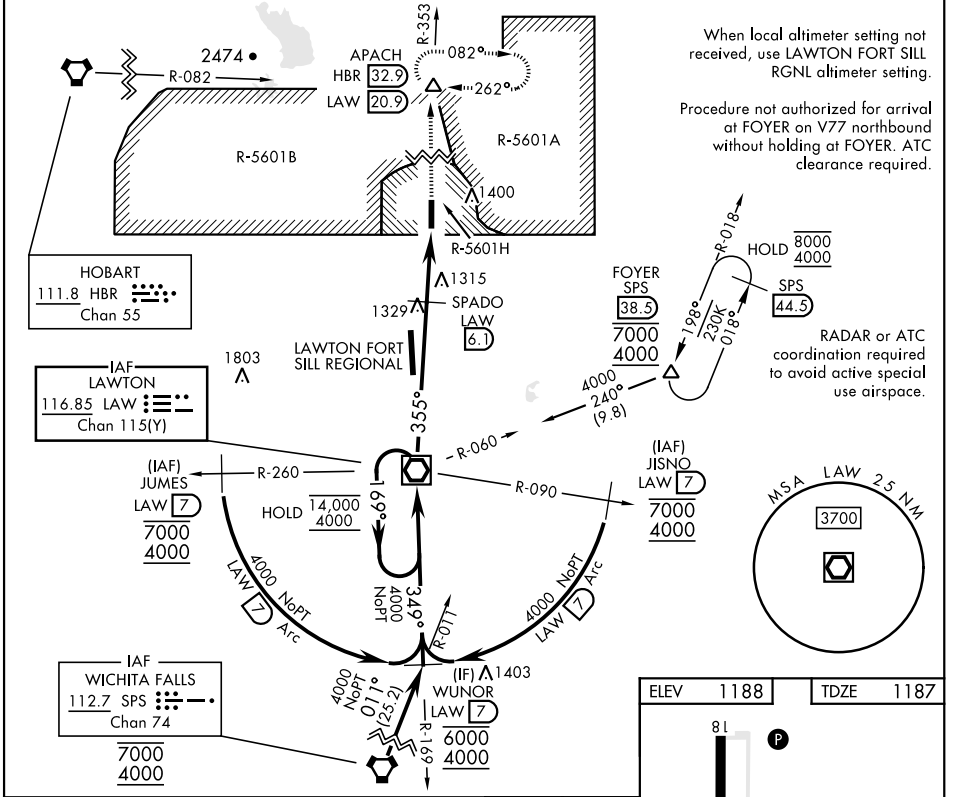 When local altimeter setting not
received, use LAWTON FORT SILL
RGNL altimeter setting.
Procedure not authorized for arrival
at FOYER on V77 northbound
without holding at FOYER. ATC
clearance required.
R-353
2474
R-082
APACH
HBR 32.9
LAW 20.9
082°
262°
R-5601B
R-5601A
1400
R-5601H
HOBART
111.8 HBR
Chan 55
1315
1329
SPADO
LAW
6.1
LAWTON FORT
SILL REGIONAL
FOYER
SPS
38.5
7000
4000
R-018
HOLD 8000
4000
198°
230K
018°
SPS
44.5
RADAR or ATC
coordination required
to avoid active special
use airspace.
4000
240°
(9.8)
1803
IAF
LAWTON
116.85 LAW
Chan 115(Y)
355°
R-060
(IAF)
JUMES
LAW 7
7000
4000
R-260
HOLD 14,000
4000
169°
R-090
(IAF)
JISNO
LAW 7
7000
4000
MSA LAW 25 NM
3700
4000 NoPT
LAW 7 Arc
4000
NoPT
349°
R-011
4000 NoPT
LAW 7 Arc
IAF
WICHITA FALLS
112.7 SPS
Chan 74
7000
4000
4000
NoPT
011°
(25.2)
R-169
(IF)
1403
WUNOR
LAW 7
6000
4000
ELEV 1188
TDZE 1187
18
P